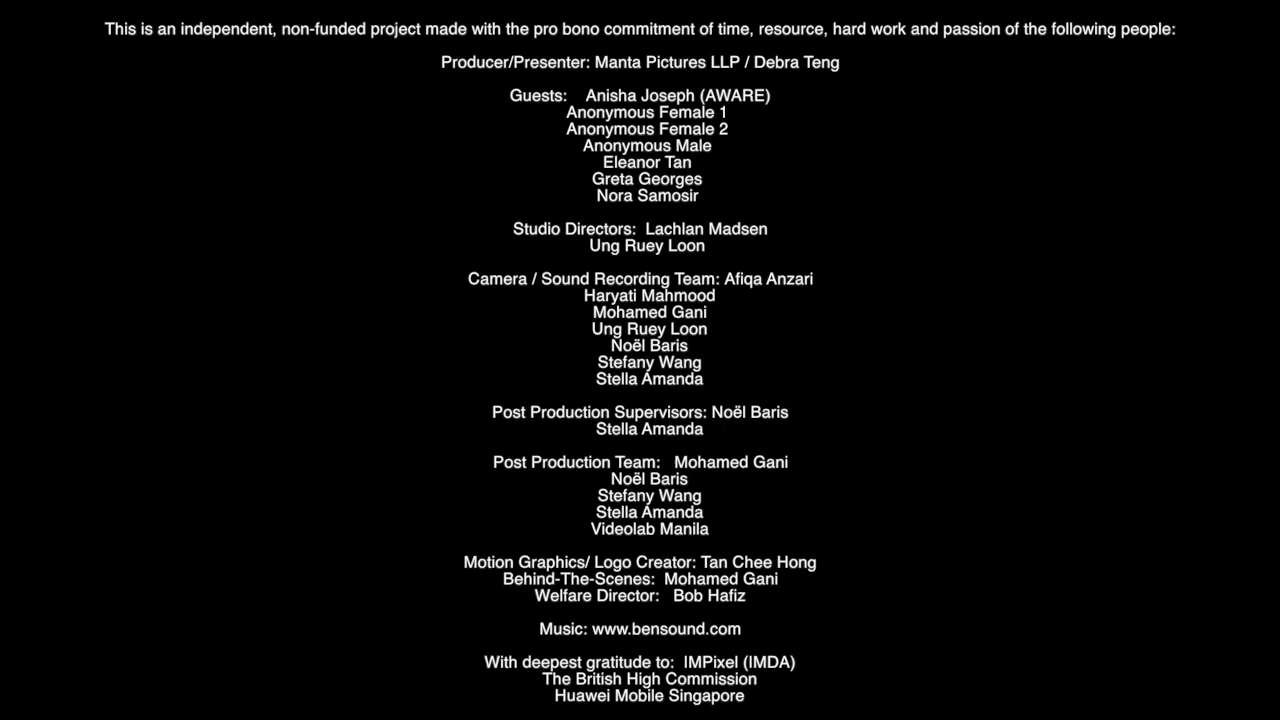 This is an independent, non-funded project made with the pro bono commitment of time, resource, hard work and passion of the following people:
Producer/Presenter: Manta Pictures LLP / Debra Teng
Guests: Anisha Joseph (AWARE)
Anonymous Female 1
Anonymous Female 2
Anonymous Male
Eleanor Tan
Greta Georges
Nora Samosir
Studio Directors: Lachlan Madsen
Ung Ruey Loon
Camera / Sound Recording Team: Afiqa Anzari
Haryati Mahmood
Mohamed Gani
Ung Ruey Loon
Noël Baris
Stefany Wang
Stella Amanda
Post Production Supervisors: Noël Baris
Stella Amanda
Post Production Team: Mohamed Gani
Noël Baris
Stefany Wang
Stella Amanda
Videolab Manila
Motion Graphics/ Logo Creator: Tan Chee Hong
Behind-The-Scenes: Mohamed Gani
Welfare Director: Bob Hafiz
Music: www.bensound.com
With deepest gratitude to: IMPixel (IMDA)
The British High Commission
Huawei Mobile Singapore